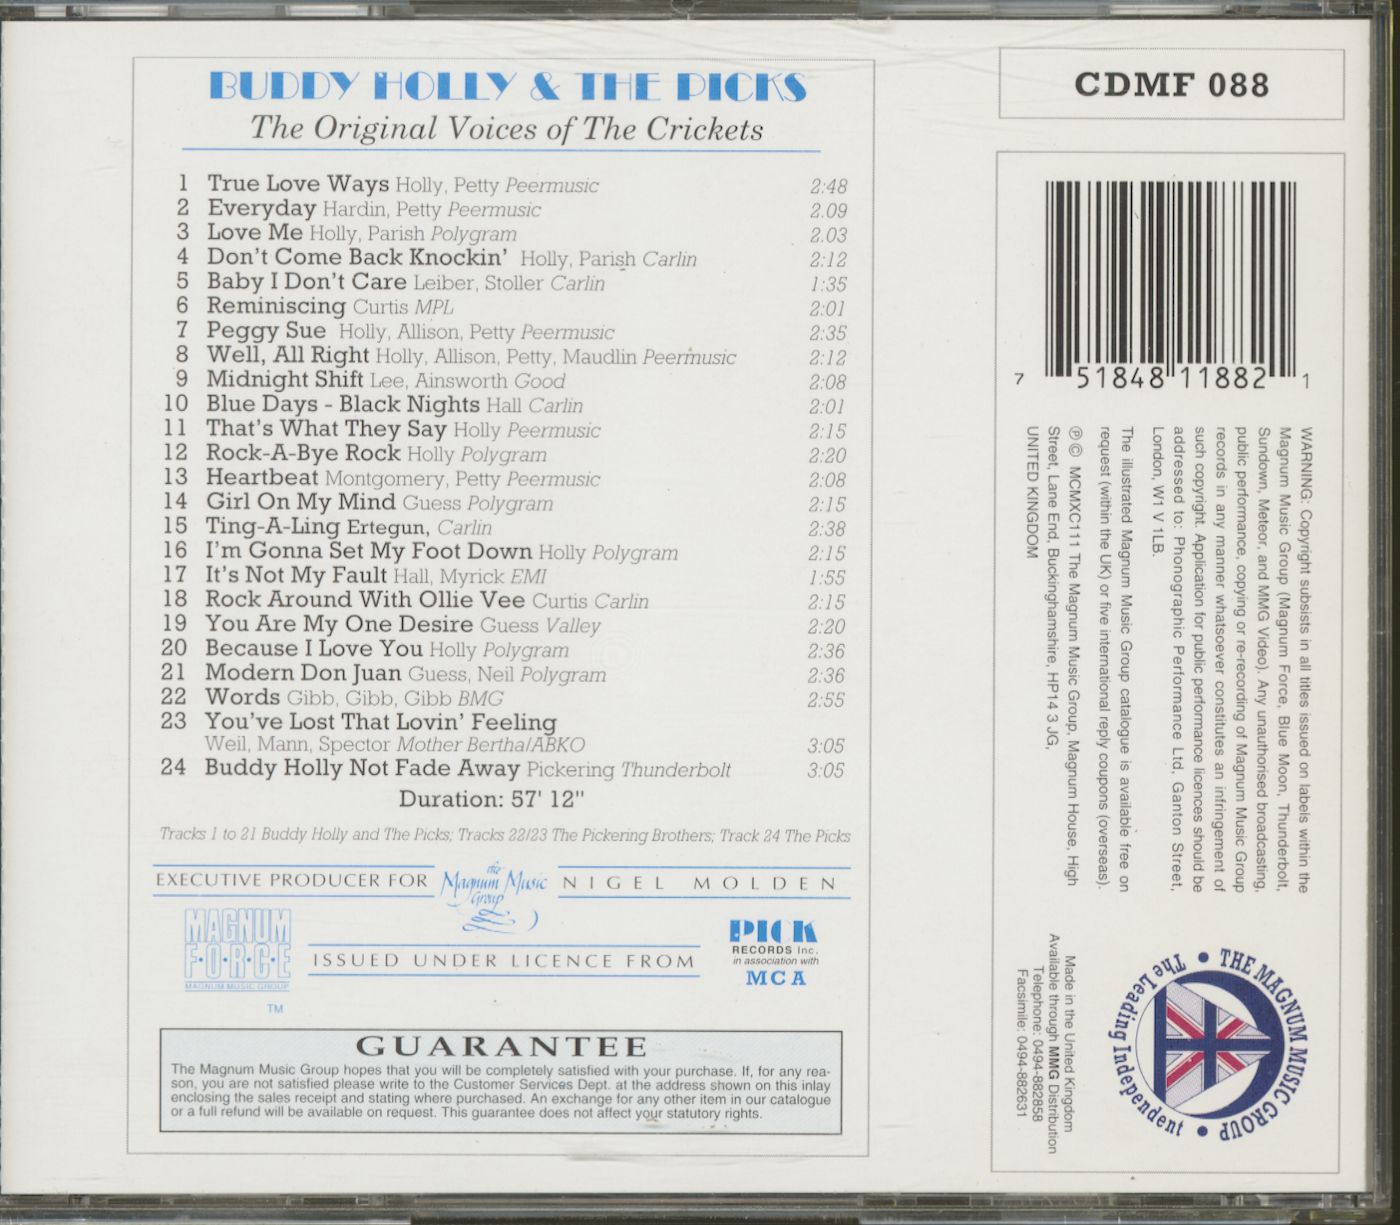 BUDDY HOLLY & THE PICKS
The Original Voices of The Crickets
1 True Love Ways Holly, Petty Peermusic 2:48
2 Everyday Hardin, Petty Peermusic 2.09
3 Love Me Holly, Parish Polygram 2.03
4 Don't Come Back Knockin' Holly, Parish Carlin 2:12
5 Baby I Don't Care Leiber, Stoller Carlin 1:35
6 Reminiscing Curtis MPL 2:01
7 Peggy Sue Holly, Allison, Petty Peermusic 2:35
8 Well, All Right Holly, Allison, Petty, Maudlin Peermusic 2:12
9 Midnight Shift Lee, Ainsworth Good 2:08
10 Blue Days - Black Nights Hall Carlin 2:01
11 That's What They Say Holly Peermusic 2:15
12 Rock-A-Bye Rock Holly Polygram 2:20
13 Heartbeat Montgomery, Petty Peermusic 2:08
14 Girl On My Mind Guess Polygram 2:15
15 Ting-A-Ling Ertegun, Carlin 2:38
16 I'm Gonna Set My Foot Down Holly Polygram 2:15
17 It's Not My Fault Hall, Myrick EMI 1:55
18 Rock Around With Ollie Vee Curtis Carlin 2:15
19 You Are My One Desire Guess Valley 2:20
20 Because I Love You Holly Polygram 2:36
21 Modern Don Juan Guess, Neil Polygram 2:36
22 Words Gibb, Gibb, Gibb BMG 2:55
23 You've Lost That Lovin' Feeling
Weil, Mann, Spector Mother Bertha/ABKO 3:05
24 Buddy Holly Not Fade Away Pickering Thunderbolt 3:05
Duration: 57' 12"
Tracks 1 to 21 Buddy Holly and The Picks; Tracks 22/23 The Pickering Brothers; Track 24 The Picks
EXECUTIVE PRODUCER FOR the Magnum Music Group NIGEL MOLDEN
MAGNUM
F·O·R·C·E
MAGNUM MUSIC GROUP
TM
ISSUED UNDER LICENCE FROM
PICK
RECORDS Inc.
in association with
MCA
GUARANTEE
The Magnum Music Group hopes that you will be completely satisfied with your purchase. If, for any rea-
son, you are not satisfied please write to the Customer Services Dept. at the address shown on this inlay
enclosing the sales receipt and stating where purchased. An exchange for any other item in our catalogue
or a full refund will be available on request. This guarantee does not affect your statutory rights.
CDMF 088
7 51848 11882 1
WARNING: Copyright subsists in all titles issued on labels within the
Magnum Music Group (Magnum Force, Blue Moon, Thunderbolt,
Sundown, Meteor, and MMG Video). Any unauthorised broadcasting,
public performance, copying or re-recording of Magnum Music Group
records in any manner whatsoever constitutes an infringement of
such copyright. Application for public performance licences should be
addressed to: Phonographic Performance Ltd, Ganton Street,
London, W1 V 1LB.
The illustrated Magnum Music Group catalogue is available free on
request (within the UK) or five international reply coupons (overseas).
℗© MCMXC111 The Magnum Music Group, Magnum House, High
Street, Lane End, Buckinghamshire, HP14 3 JG,
UNITED KINGDOM
Made in the United Kingdom
Available through MMG Distribution
Telephone: 0494-882858
Facsimile: 0494-882631
THE MAGNUM MUSIC GROUP
The Leading Independent